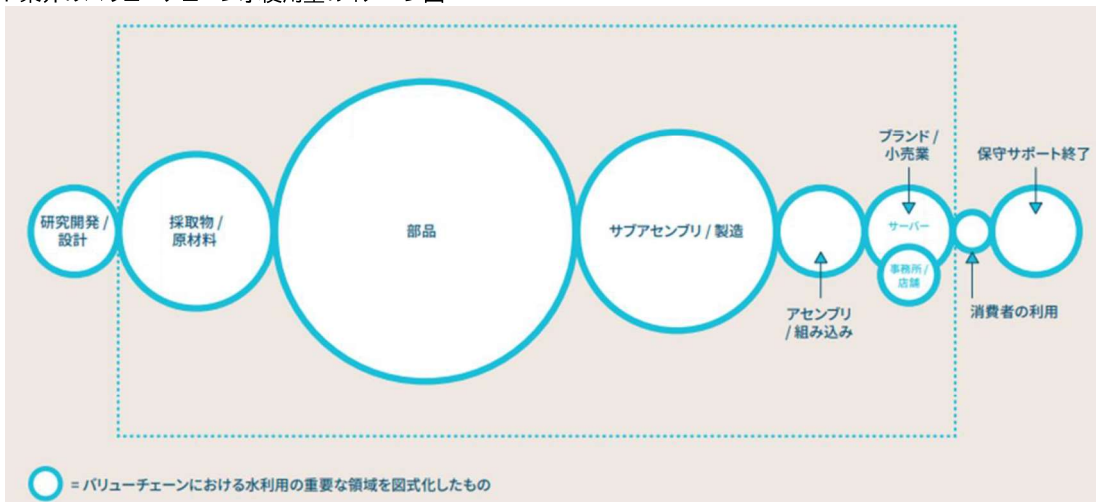 研究開発 /
設計
採取物 /
原材料
部品
サブアセンブリ / 製造
アセンブリ
/ 組み込み
ブランド /
小売業
サーバー
事務所 /
店舗
消費者の利用
保守サポート終了
= バリューチェーンにおける水利用の重要な領域を図式化したもの